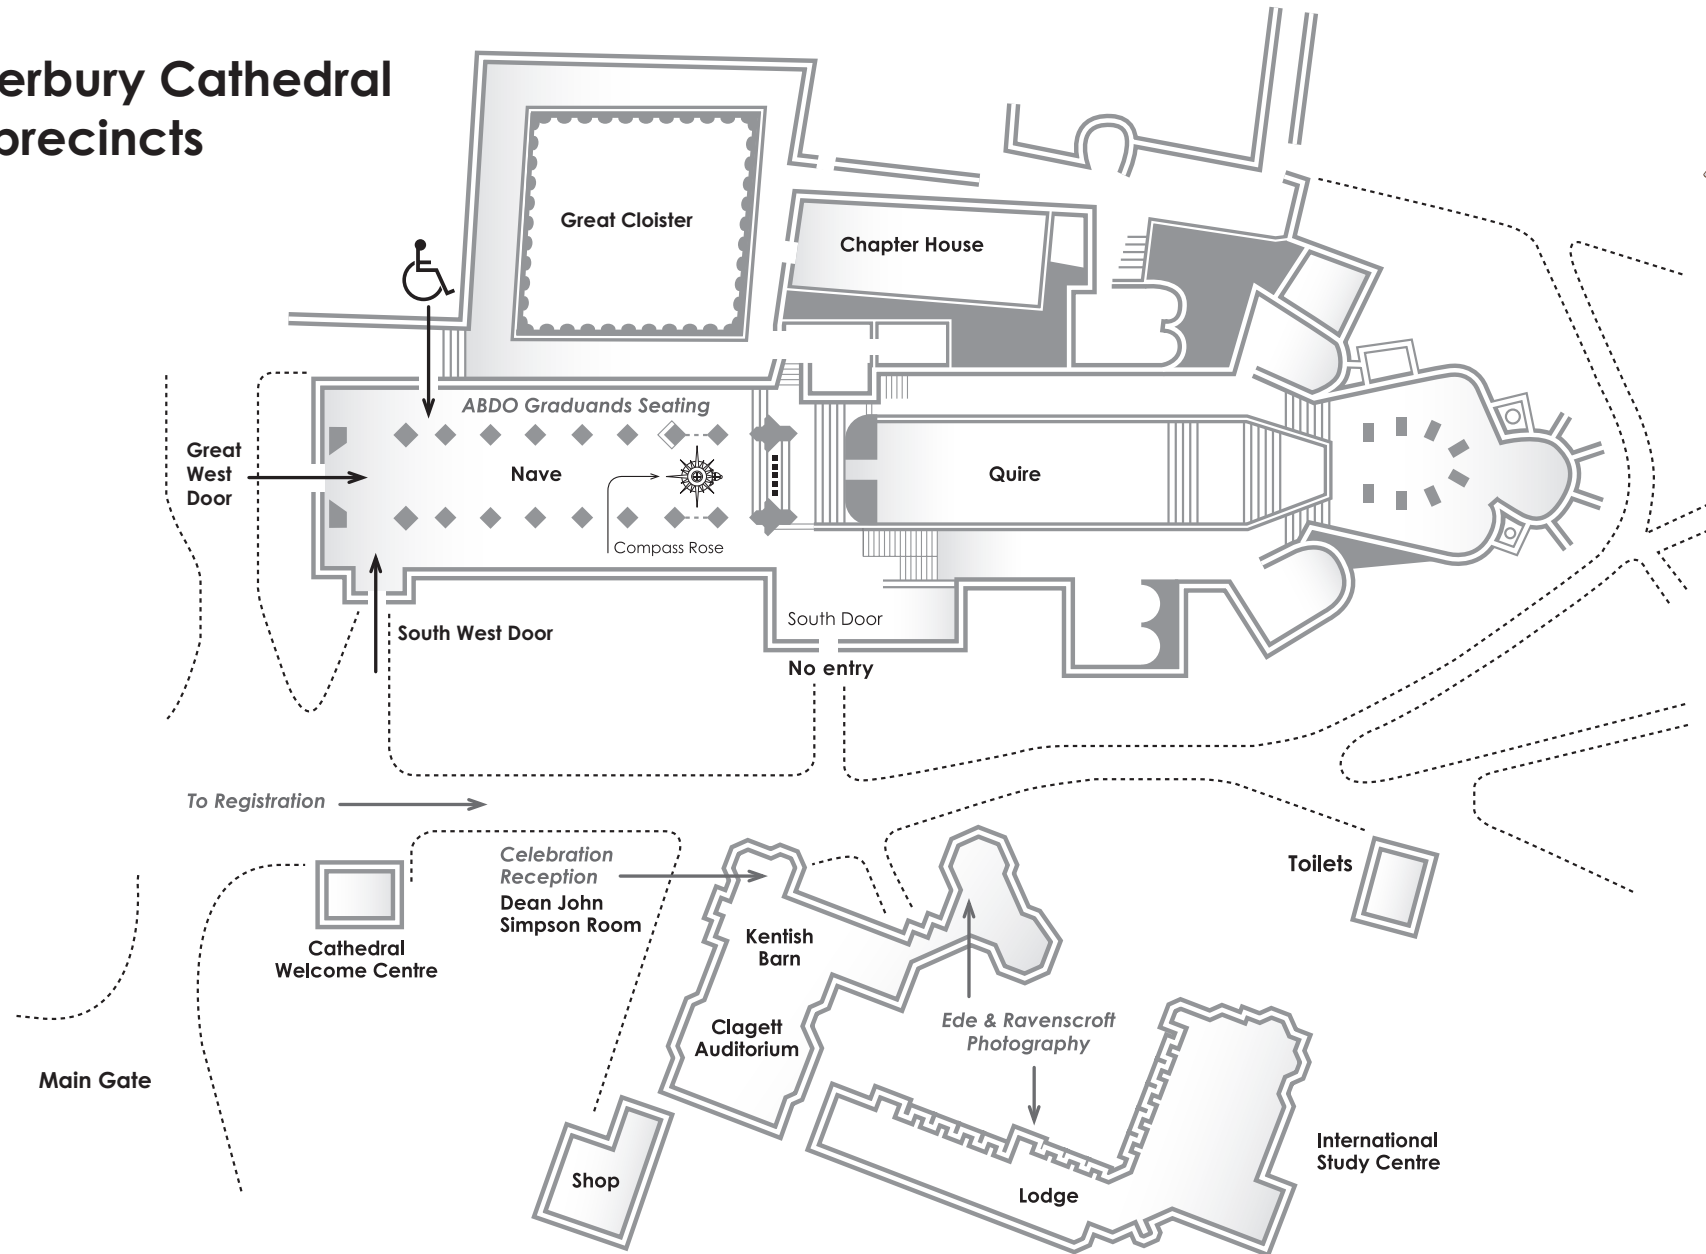 erbury Cathedral
precincts
Great Cloister
Chapter House
ABDO Graduands Seating
Great
West
Door
Nave
Quire
Compass Rose
South Door
South West Door
No entry
To Registration
Celebration
Reception
Dean John
Simpson Room
Toilets
Kentish
Barn
Cathedral
Welcome Centre
Clagett
Auditorium
Ede & Ravenscroft
Photography
Main Gate
International
Study Centre
Shop
Lodge